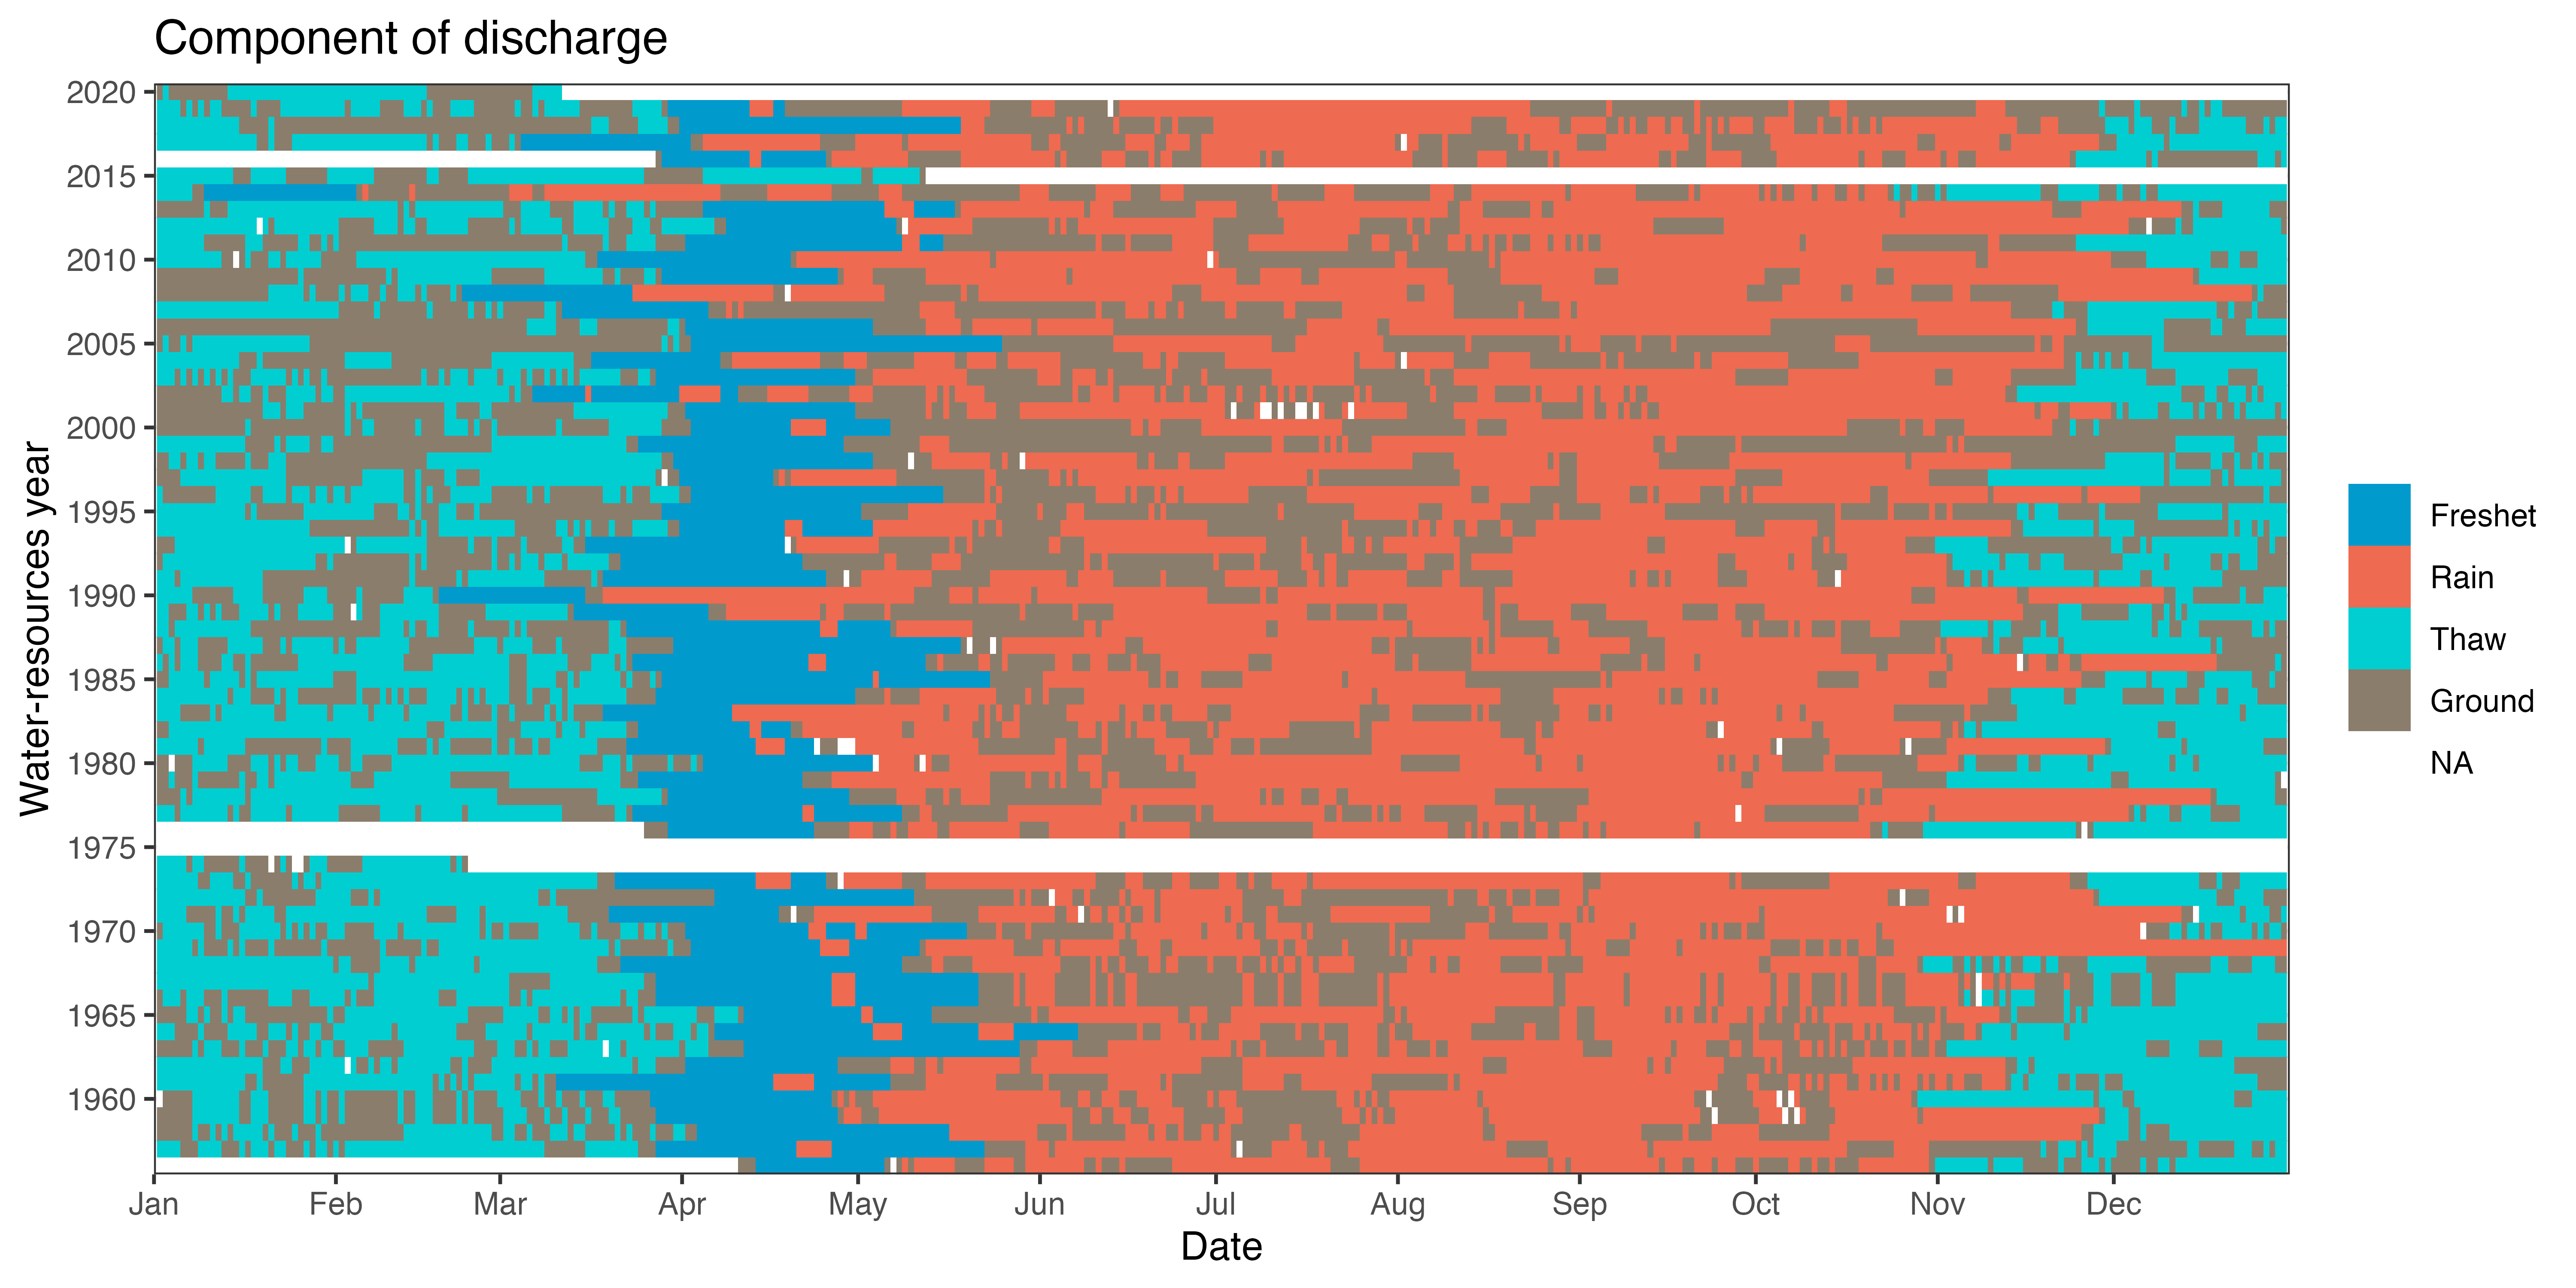 Component of discharge
Water-resources year
2020
2015
2010
2005
2000
1995
1990
1985
1980
1975
1970
1965
1960
Jan Feb Mar Apr May Jun Jul Aug Sep Oct Nov Dec
Date
Freshet
Rain
Thaw
Ground
NA